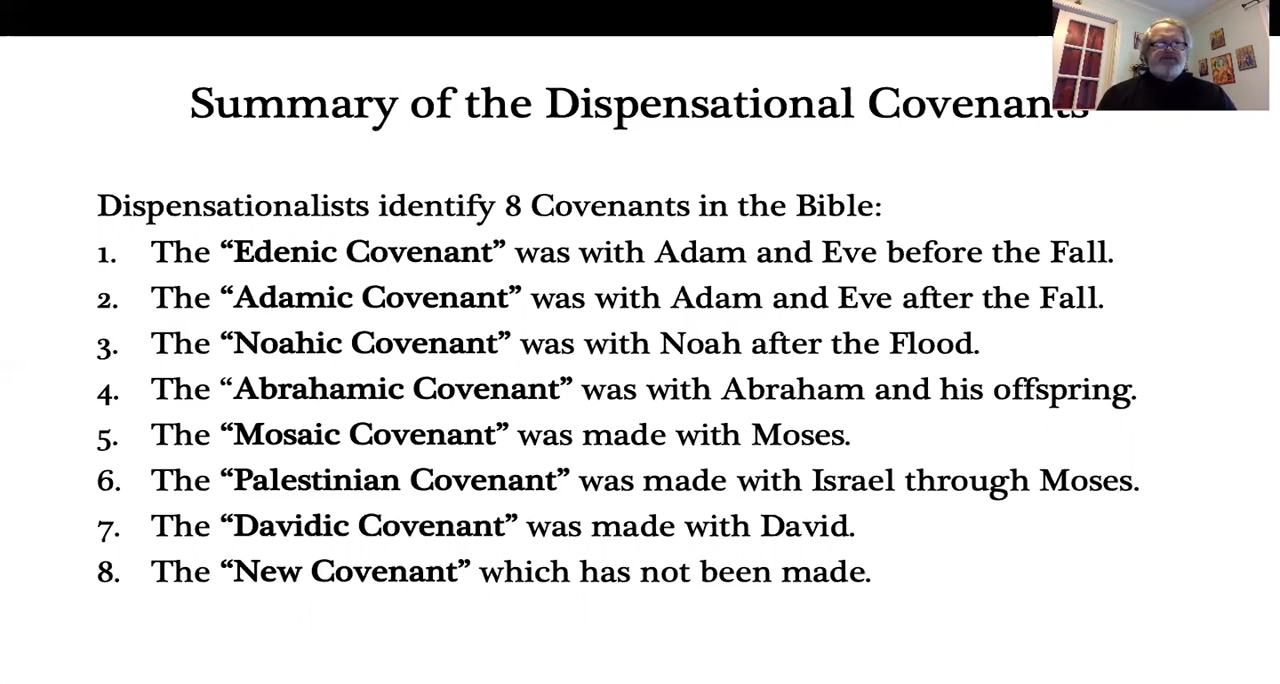 Summary of the Dispensational Covenants
Dispensationalists identify 8 Covenants in the Bible:
1. The “Edenic Covenant” was with Adam and Eve before the Fall.
2. The “Adamic Covenant” was with Adam and Eve after the Fall.
3. The “Noahic Covenant” was with Noah after the Flood.
4. The “Abrahamic Covenant” was with Abraham and his offspring.
5. The “Mosaic Covenant” was made with Moses.
6. The “Palestinian Covenant” was made with Israel through Moses.
7. The “Davidic Covenant” was made with David.
8. The “New Covenant” which has not been made.